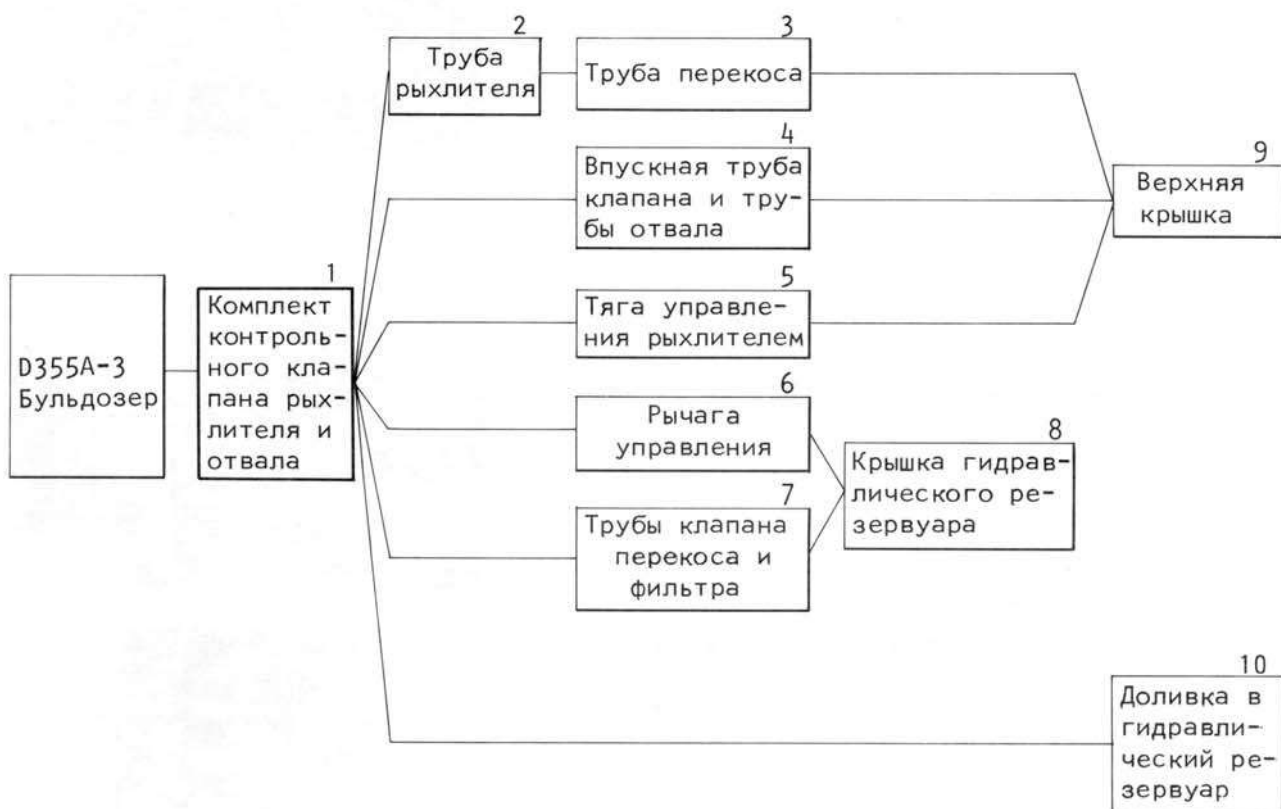 2
Труба
рыхлителя
3
Труба перекоса
4
Впускная труба
клапана и тру-
бы отвала
9
Верхняя
крышка
D355A-3
Бульдозер
1
Комплект
контроль-
ного кла-
пана рых-
лителя и
отвала
5
Тяга управле-
ния рыхлителем
6
Рычага
управления
7
Трубы клапана
перекоса и
фильтра
8
Крышка гидрав-
лического ре-
зервуара
10
Доливка в
гидравли-
ческий ре-
зервуар